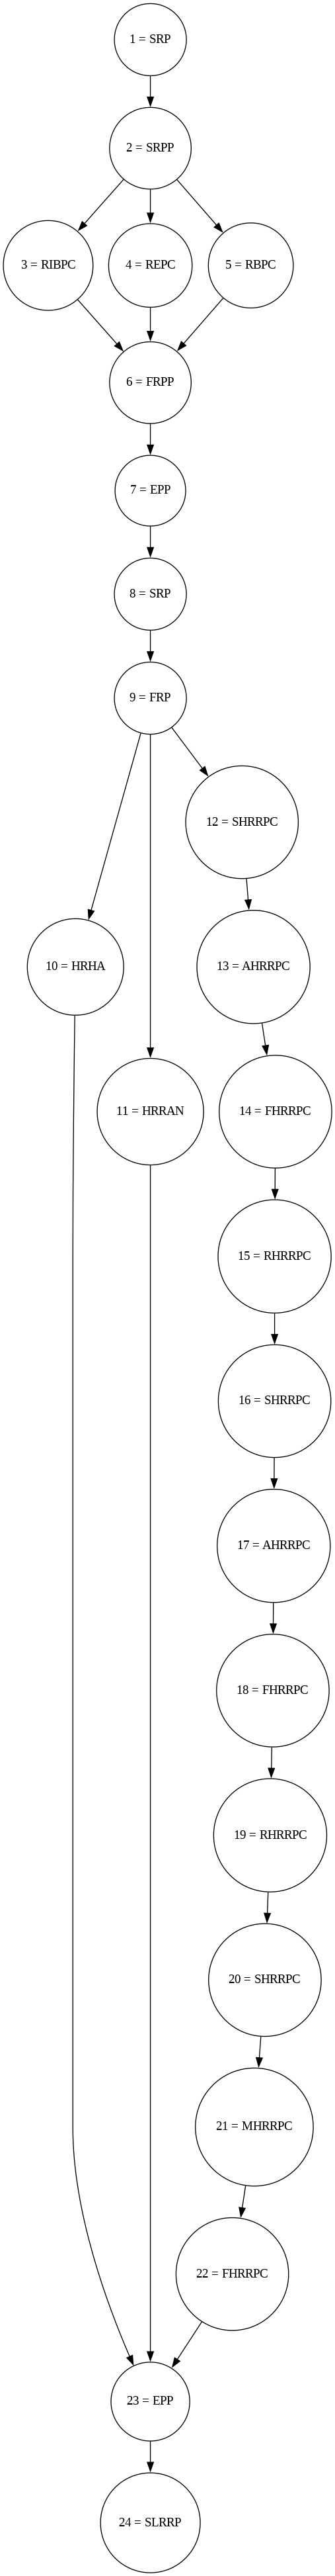 1 = SRP
2 = SRPP
3 = RIBPC
4 = REPC
5 = RBPC
6 = FRPP
7 = EPP
8 = SRP
9 = FRP
12 = SHRRPC
10 = HRHA
13 = AHRRPC
11 = HRRAN
14 = FHRRPC
15 = RHRRPC
16 = SHRRPC
17 = AHRRPC
18 = FHRRPC
19 = RHRRPC
20 = SHRRPC
21 = MHRRPC
22 = FHRRPC
23 = EPP
24 = SLRRP